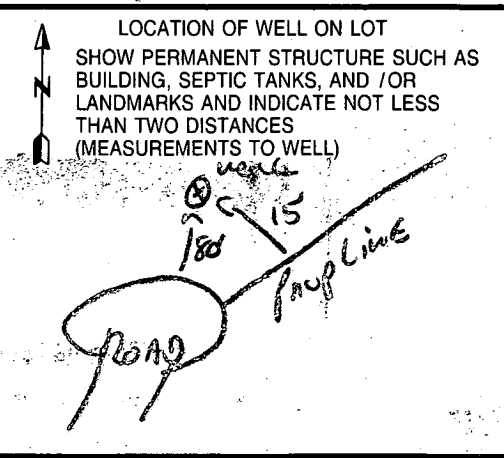 LOCATION OF WELL ON LOT
SHOW PERMANENT STRUCTURE SUCH AS
BUILDING, SEPTIC TANKS, AND / OR
LANDMARKS AND INDICATE NOT LESS
THAN TWO DISTANCES
(MEASUREMENTS TO WELL)
N
15
PROP LINE
ROAD